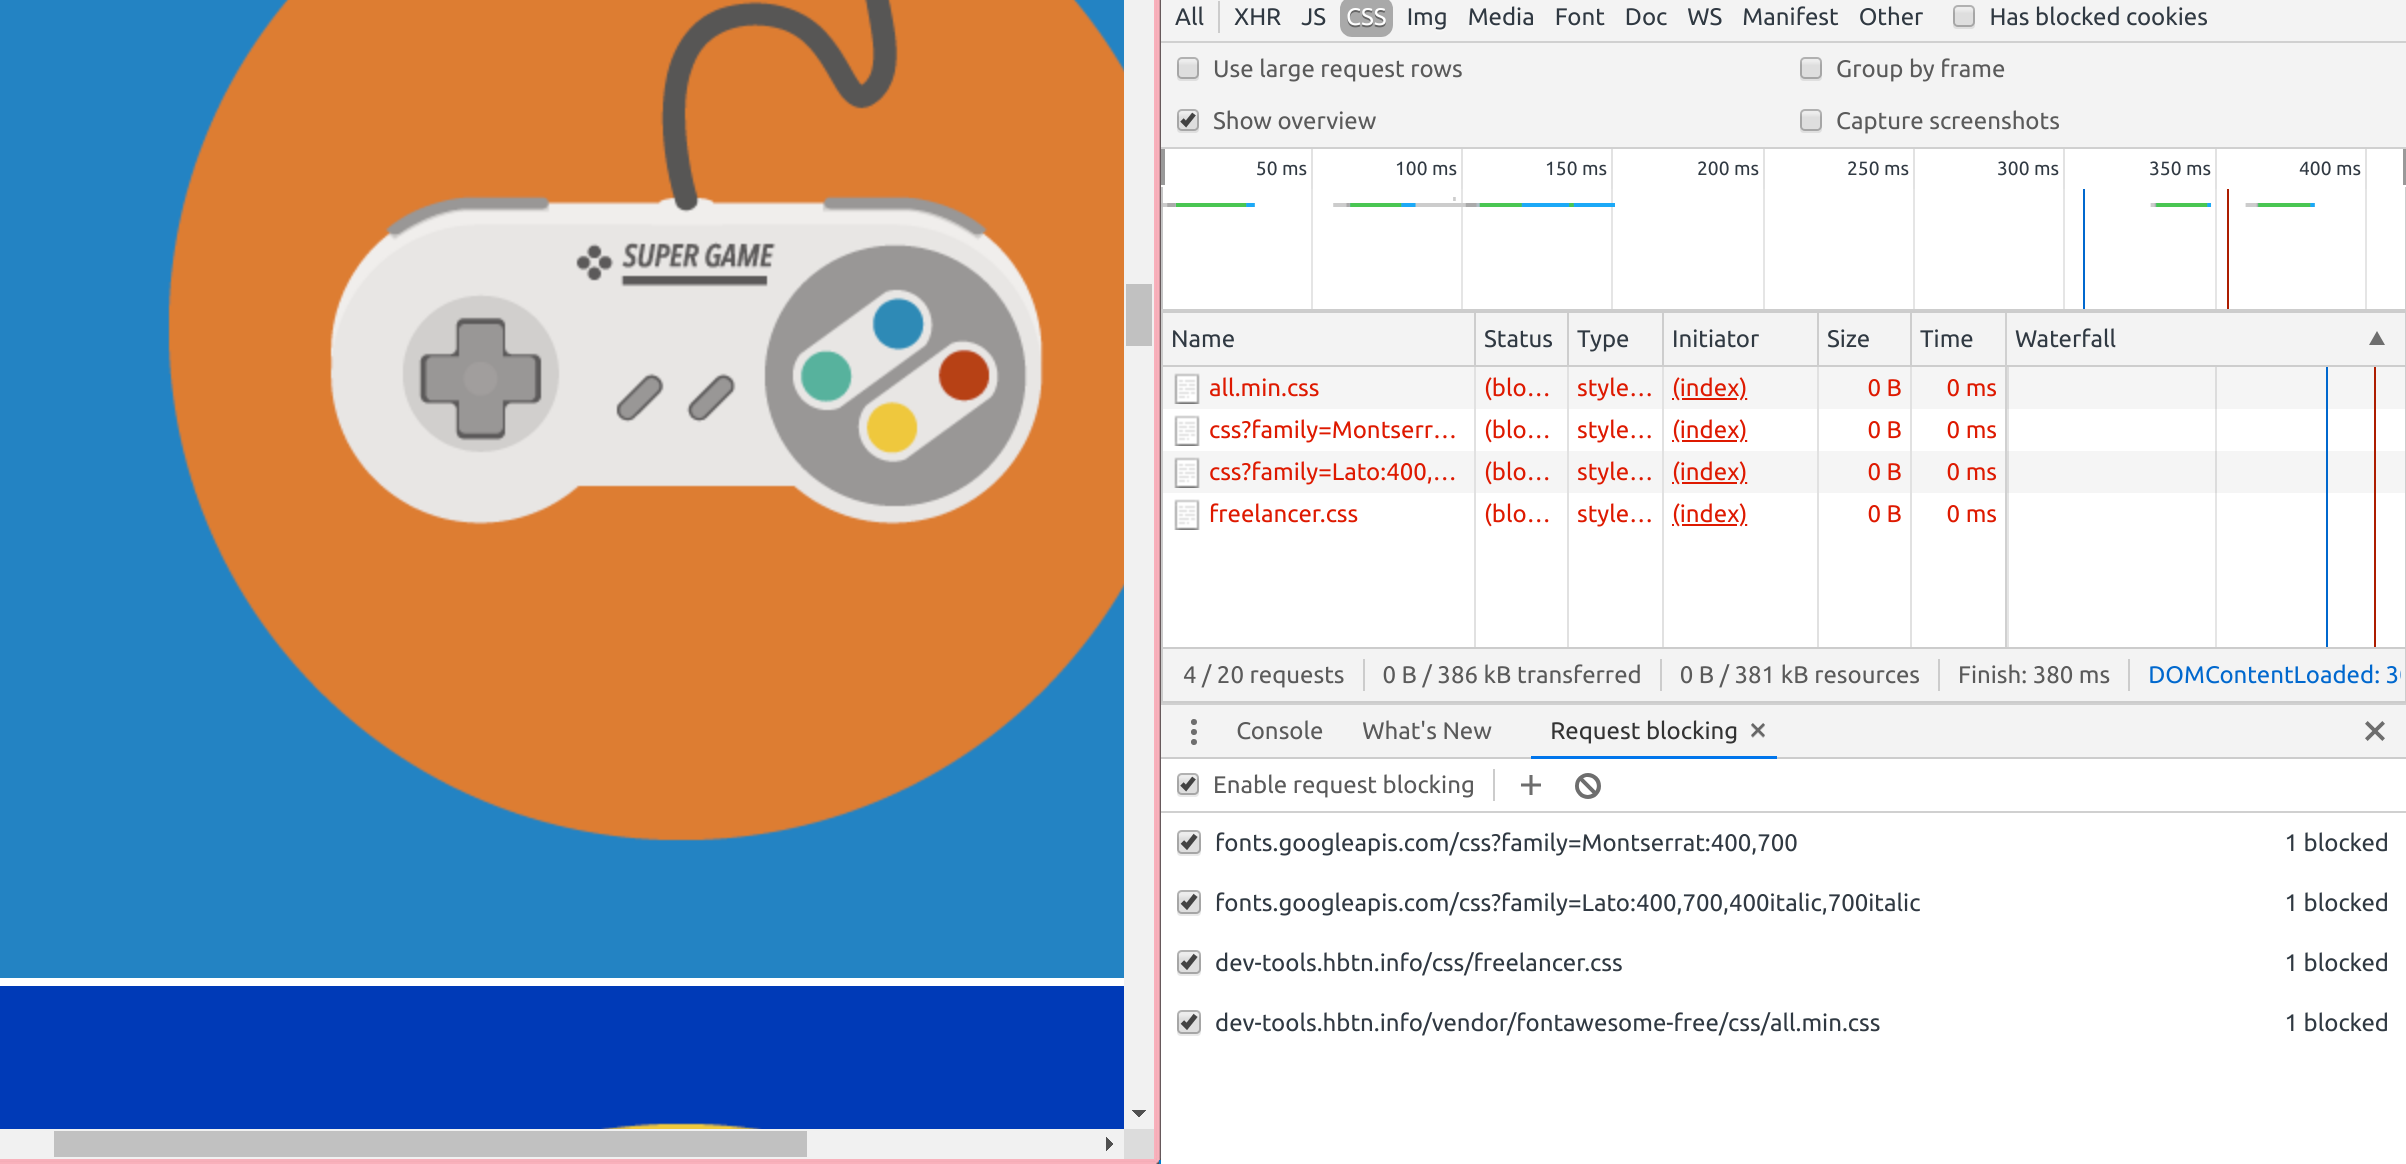 SUPER GAME
All XHR JS CSS Img Media Font Doc WS Manifest Other Has blocked cookies
Use large request rows Group by frame
Show overview Capture screenshots
50 ms 100 ms 150 ms 200 ms 250 ms 300 ms 350 ms 400 ms
Name Status Type Initiator Size Time Waterfall
all.min.css (blo… style… (index) 0 B 0 ms
css?family=Montserr… (blo… style… (index) 0 B 0 ms
css?family=Lato:400,… (blo… style… (index) 0 B 0 ms
freelancer.css (blo… style… (index) 0 B 0 ms
4 / 20 requests 0 B / 386 kB transferred 0 B / 381 kB resources Finish: 380 ms DOMContentLoaded: 3
Console What's New Request blocking
Enable request blocking
fonts.googleapis.com/css?family=Montserrat:400,700 1 blocked
fonts.googleapis.com/css?family=Lato:400,700,400italic,700italic 1 blocked
dev-tools.hbtn.info/css/freelancer.css 1 blocked
dev-tools.hbtn.info/vendor/fontawesome-free/css/all.min.css 1 blocked